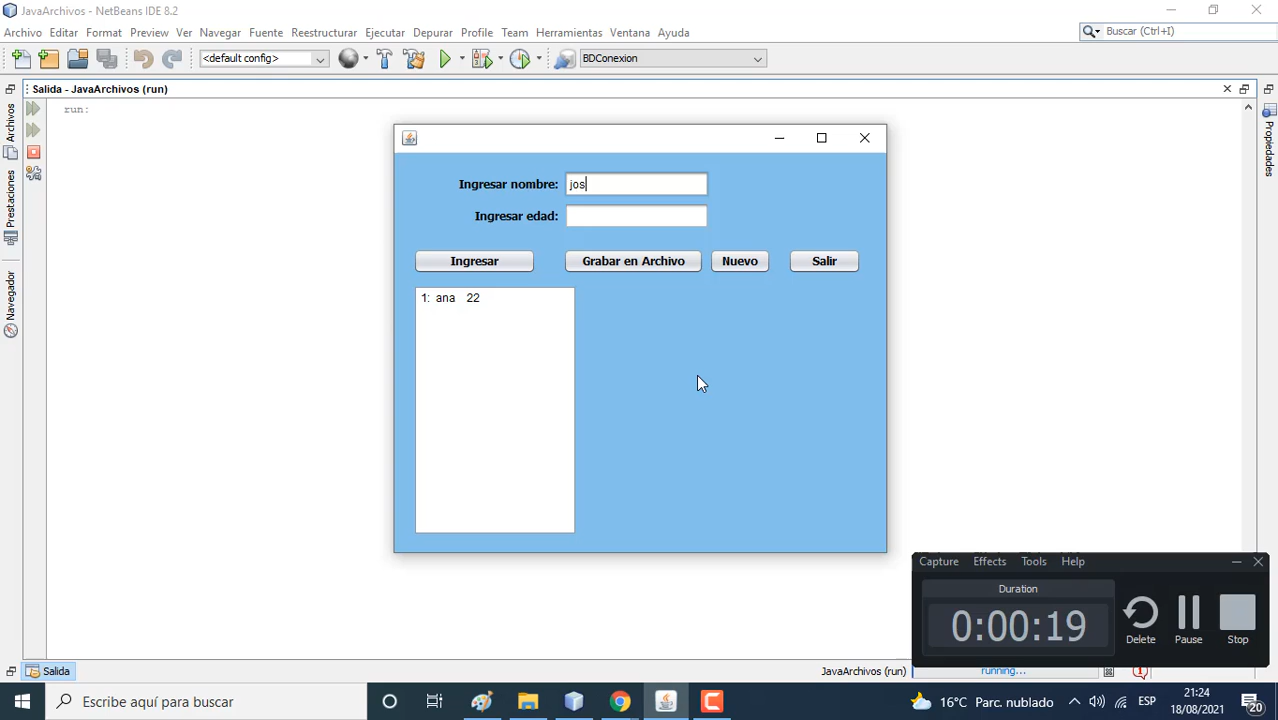 JavaArchivos - NetBeans IDE 8.2
Archivo Editar Format Preview Ver Navegar Fuente Reestructurar Ejecutar Depurar Profile Team Herramientas Ventana Ayuda
Buscar (Ctrl+I)
<default config>
BDConexion
Salida - JavaArchivos (run)
run:
Archivos
Prestaciones
Navegador
Propiedades
Ingresar nombre: jos
Ingresar edad:
Ingresar Grabar en Archivo Nuevo Salir
1: ana 22
Capture Effects Tools Help
Duration
0:00:19
Delete Pause Stop
Salida
JavaArchivos (run)
running...
Escribe aquí para buscar
16°C Parc. nublado
ESP
21:24
18/08/2021
20